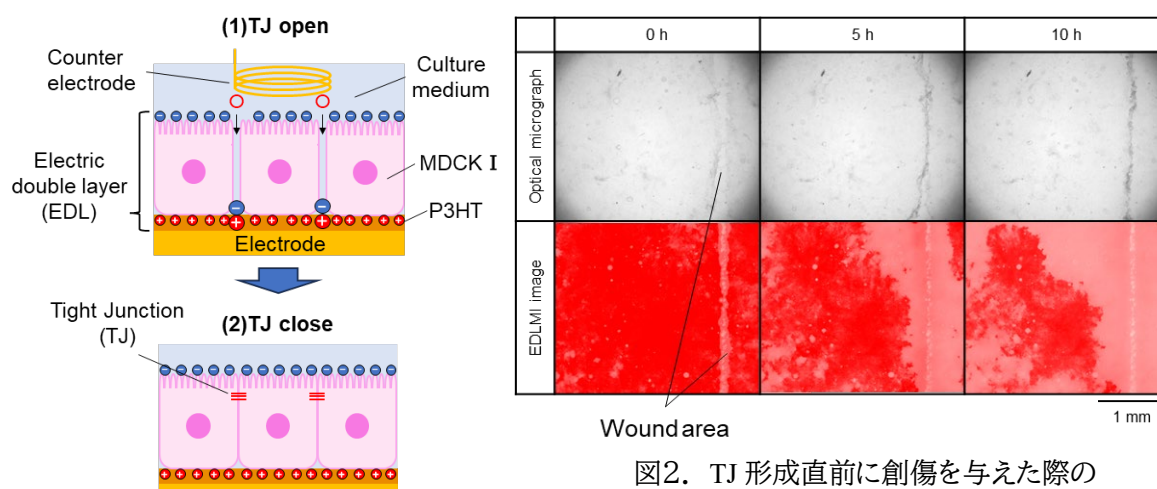 (1)TJ open
Counter
electrode
Culture
medium
Electric
double layer
(EDL)
MDCK I
P3HT
Electrode
Tight Junction
(TJ)
(2)TJ close
0 h
5 h
10 h
Optical micrograph
EDLMI image
Wound area
1 mm
図2. TJ 形成直前に創傷を与えた際の